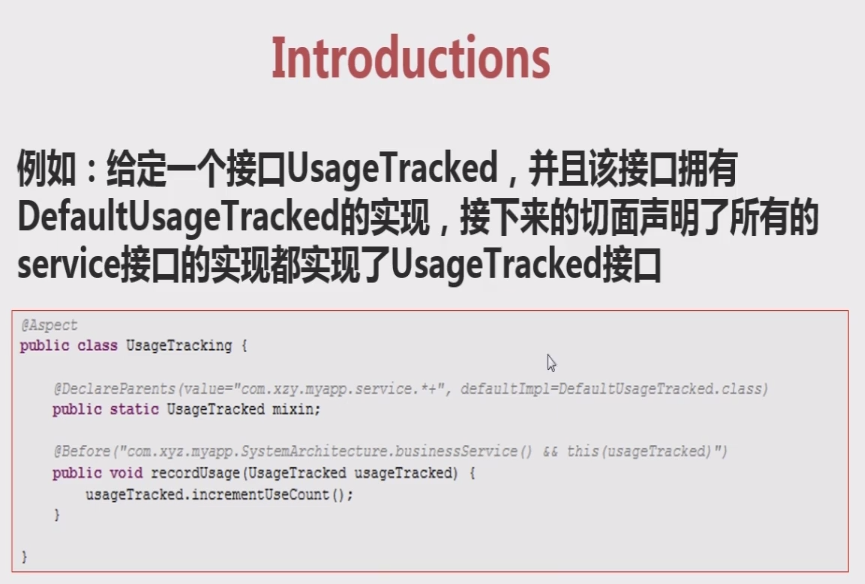 Introductions
例如：给定一个接口UsageTracked，并且该接口拥有
DefaultUsageTracked的实现，接下来的切面声明了所有的
service接口的实现都实现了UsageTracked接口
@Aspect
public class UsageTracking {
@DeclareParents(value="com.xzy.myapp.service.*+", defaultImpl=DefaultUsageTracked.class)
public static UsageTracked mixin;
@Before("com.xyz.myapp.SystemArchitecture.businessService() && this(usageTracked)")
public void recordUsage(UsageTracked usageTracked) {
usageTracked.incrementUseCount();
}
}